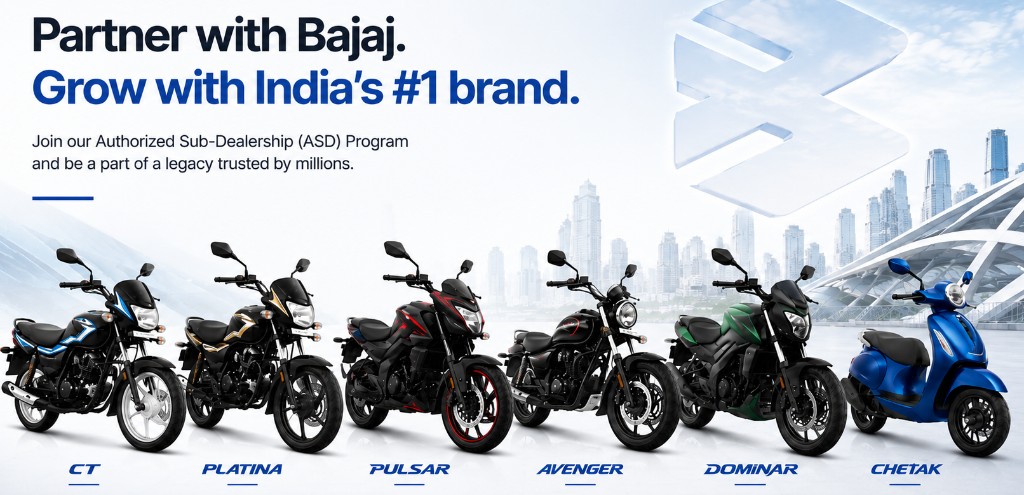 Partner with Bajaj.
Grow with India's #1 brand.
Join our Authorized Sub-Dealership (ASD) Program
and be a part of a legacy trusted by millions.
CT
PLATINA
PULSAR
AVENGER
DOMINAR
CHETAK